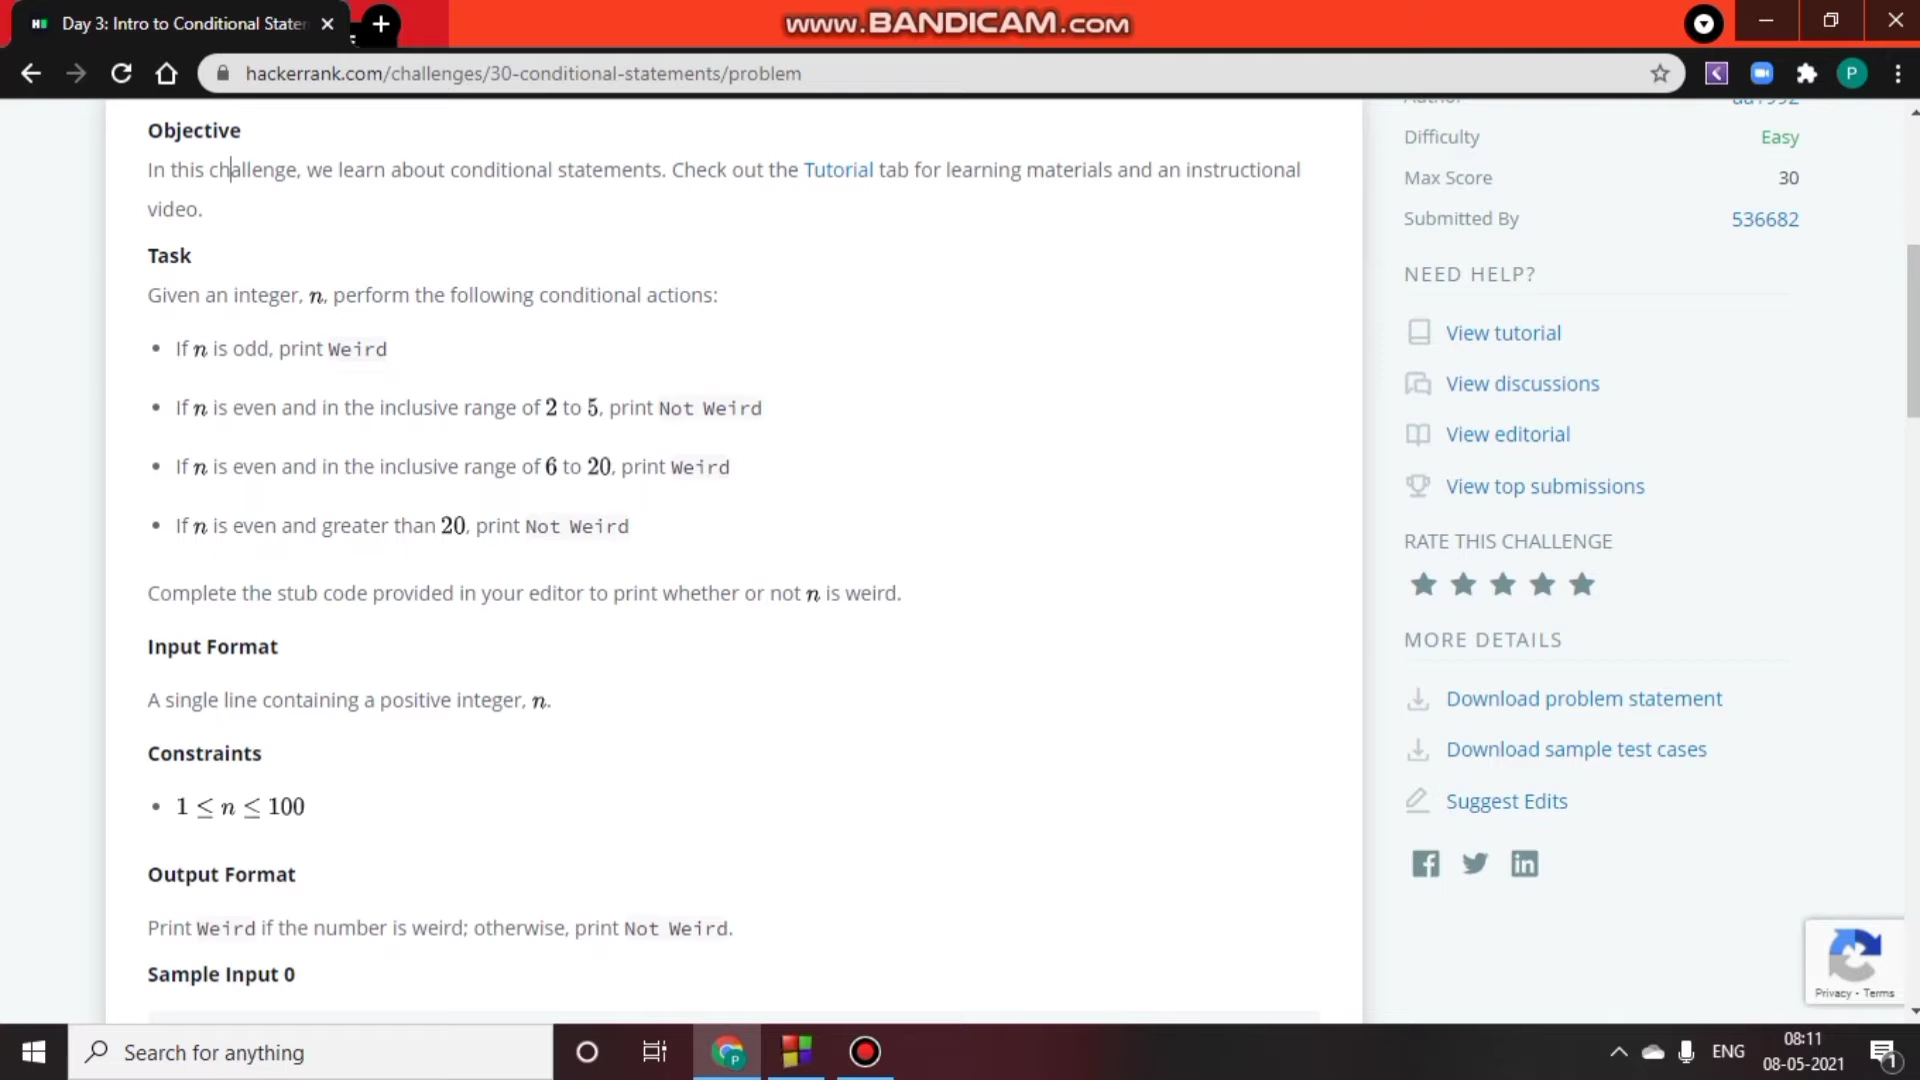 Day 3: Intro to Conditional State
www.BANDICAM.com
hackerrank.com/challenges/30-conditional-statements/problem
P
Objective
In this challenge, we learn about conditional statements. Check out the Tutorial tab for learning materials and an instructional
video.
Task
Given an integer, n, perform the following conditional actions:
• If n is odd, print Weird
• If n is even and in the inclusive range of 2 to 5, print Not Weird
• If n is even and in the inclusive range of 6 to 20, print Weird
• If n is even and greater than 20, print Not Weird
Complete the stub code provided in your editor to print whether or not n is weird.
Input Format
A single line containing a positive integer, n.
Constraints
• 1 ≤ n ≤ 100
Output Format
Print Weird if the number is weird; otherwise, print Not Weird.
Sample Input 0
Difficulty Easy
Max Score 30
Submitted By 536682
NEED HELP?
View tutorial
View discussions
View editorial
View top submissions
RATE THIS CHALLENGE
MORE DETAILS
Download problem statement
Download sample test cases
Suggest Edits
Privacy - Terms
Search for anything
ENG
08:11
08-05-2021
1